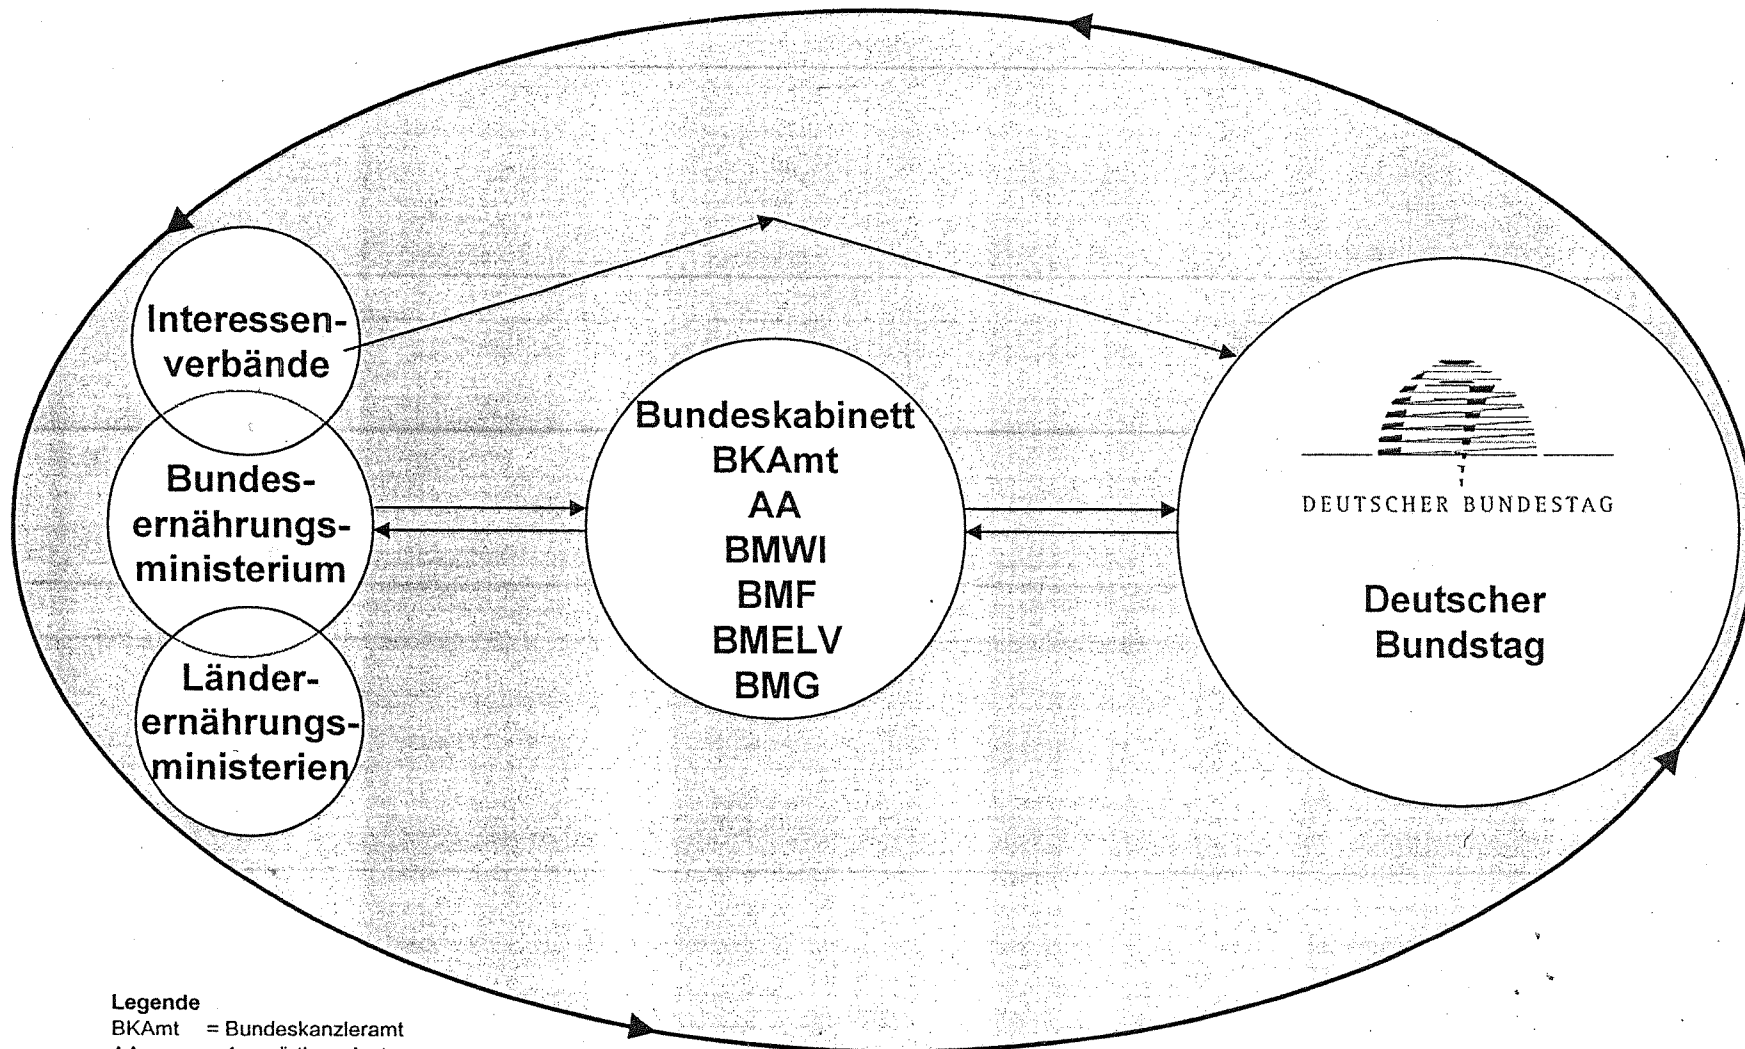 Interessen-
verbände
Bundes-
ernährungs-
ministerium
Länder-
ernährungs-
ministerien
Bundeskabinett
BKAmt
AA
BMWI
BMF
BMELV
BMG
DEUTSCHER BUNDESTAG
Deutscher
Bundstag
Legende
BKAmt = Bundeskanzleramt